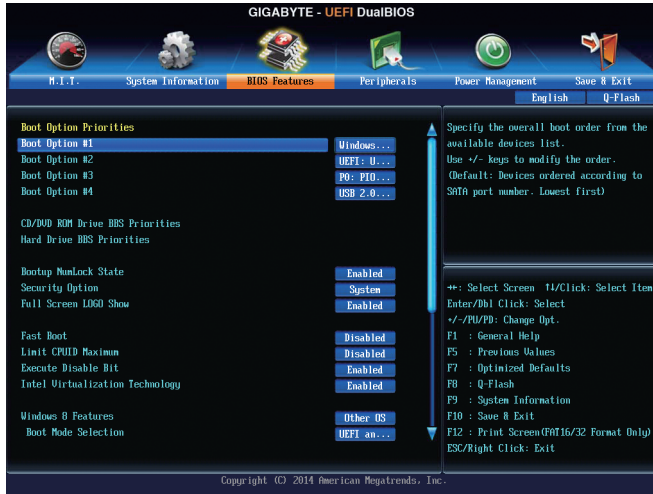 GIGABYTE - UEFI DualBIOS
M.I.T. System Information BIOS Features Peripherals Power Management Save & Exit
English Q-Flash
Boot Option Priorities
Boot Option #1 Windows...
Boot Option #2 UEFI: U...
Boot Option #3 P0: PIO...
Boot Option #4 USB 2.0...
CD/DVD ROM Drive BBS Priorities
Hard Drive BBS Priorities
Bootup NumLock State Enabled
Security Option System
Full Screen LOGO Show Enabled
Fast Boot Disabled
Limit CPUID Maximum Disabled
Execute Disable Bit Enabled
Intel Virtualization Technology Enabled
Windows 8 Features Other OS
Boot Mode Selection UEFI an...
Specify the overall boot order from the
available devices list.
Use +/- keys to modify the order.
(Default: Devices ordered according to
SATA port number. Lowest first)
→←: Select Screen ↑↓/Click: Select Item
Enter/Dbl Click: Select
+/-/PU/PD: Change Opt.
F1 : General Help
F5 : Previous Values
F7 : Optimized Defaults
F8 : Q-Flash
F9 : System Information
F10 : Save & Exit
F12 : Print Screen(FAT16/32 Format Only)
ESC/Right Click: Exit
Copyright (C) 2014 American Megatrends, Inc.